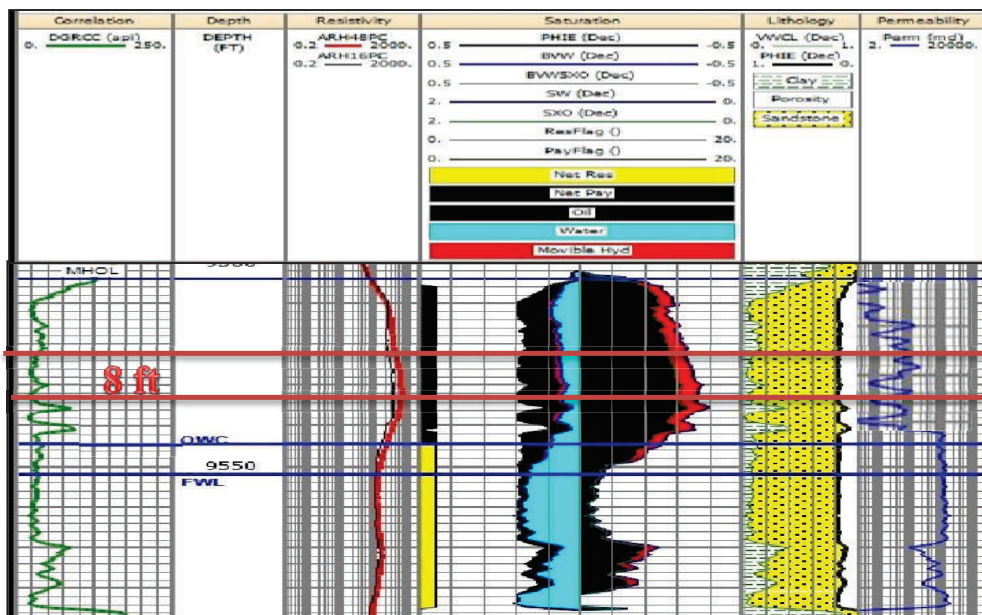 Correlation Depth Resistivity Saturation Lithology Permeability
DGRCC (api)
0. 250.
DEPTH
(FT)
ARH48PC
0.2 2000.
ARH16PC
0.2 2000.
PHIE (Dec)
0.5 -0.5
BVW (Dec)
0.5 -0.5
BVWSXO (Dec)
0.5 -0.5
SW (Dec)
2. 0.
SXO (Dec)
2. 0.
ResFlag ()
0. 20.
PayFlag ()
0. 20.
Net Res
Net Pay
Oil
Water
Movible Hyd
VWCL (Dec)
0. 1.
PHIE (Dec)
1. 0.
Clay
Porosity
Sandstone
Perm (md)
2. 20000.
MHOL
8 ft
OWC
9550
FWL